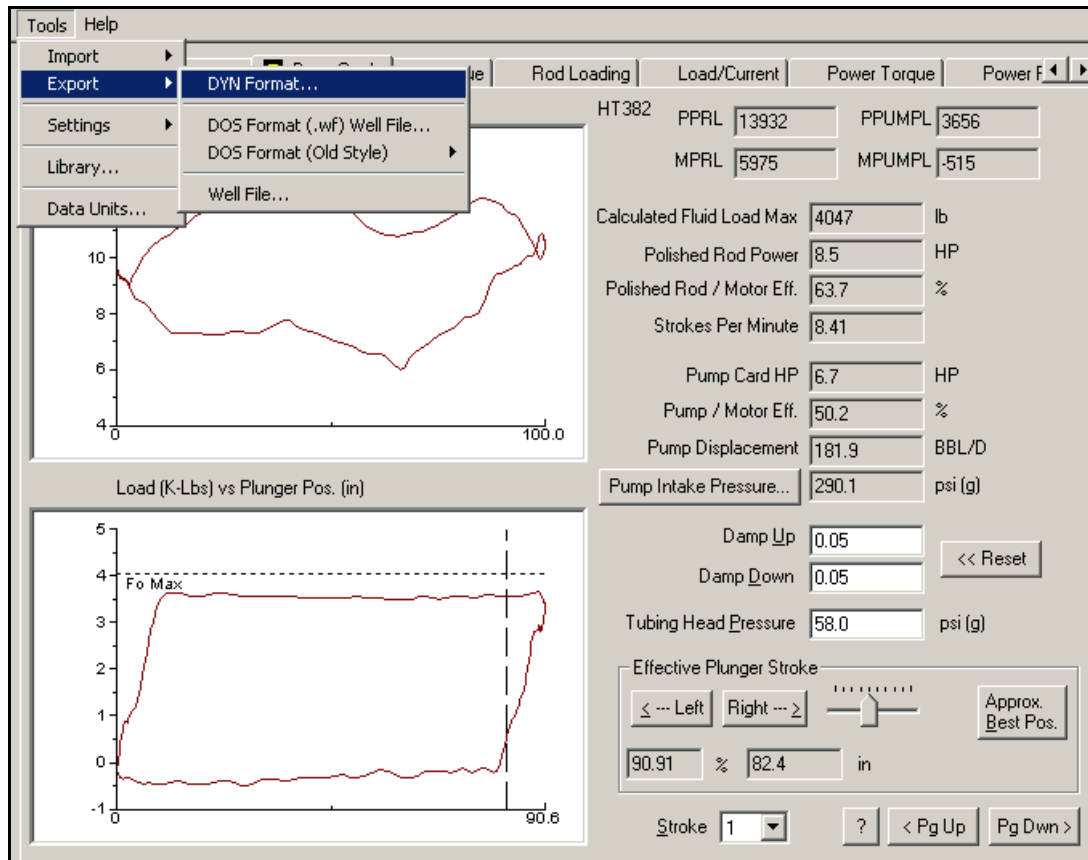 Tools Help
Import
Export
Settings
Library...
Data Units...
DYN Format...
DOS Format (.wf) Well File...
DOS Format (Old Style)
Well File...
Rod Loading
Load/Current
Power Torque
HT382
PPRL 13932 PPUMPL 3656
MPRL 5975 MPUMPL -515
Calculated Fluid Load Max 4047 lb
Polished Rod Power 8.5 HP
Polished Rod / Motor Eff. 63.7 %
Strokes Per Minute 8.41
Pump Card HP 6.7 HP
Pump / Motor Eff. 50.2 %
Pump Displacement 181.9 BBL/D
Pump Intake Pressure... 290.1 psi (g)
Damp Up 0.05
Damp Down 0.05
<< Reset
Tubing Head Pressure 58.0 psi (g)
Effective Plunger Stroke
< --- Left Right --- >
Approx. Best Pos.
90.91 % 82.4 in
Stroke 1 ? < Pg Up Pg Dwn >
10
8
6
4
0 100.0
Load (K-Lbs) vs Plunger Pos. (in)
5
4
Fo Max
3
2
1
0
-1
0 90.6